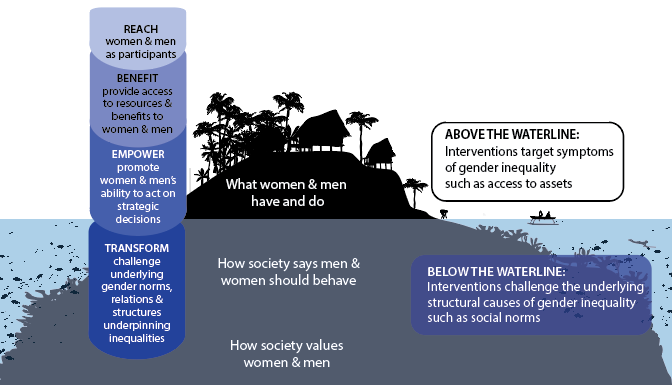 REACH
women & men
as participants
BENEFIT
provide access
to resources &
benefits to
women & men
EMPOWER
promote
women & men's
ability to act on
strategic
decisions
TRANSFORM
challenge
underlying
gender norms,
relations &
structures
underpinning
inequalities
What women & men
have and do
How society says men &
women should behave
How society values
women & men
ABOVE THE WATERLINE:
Interventions target symptoms
of gender inequality
such as access to assets
BELOW THE WATERLINE:
Interventions challenge the underlying
structural causes of gender inequality
such as social norms